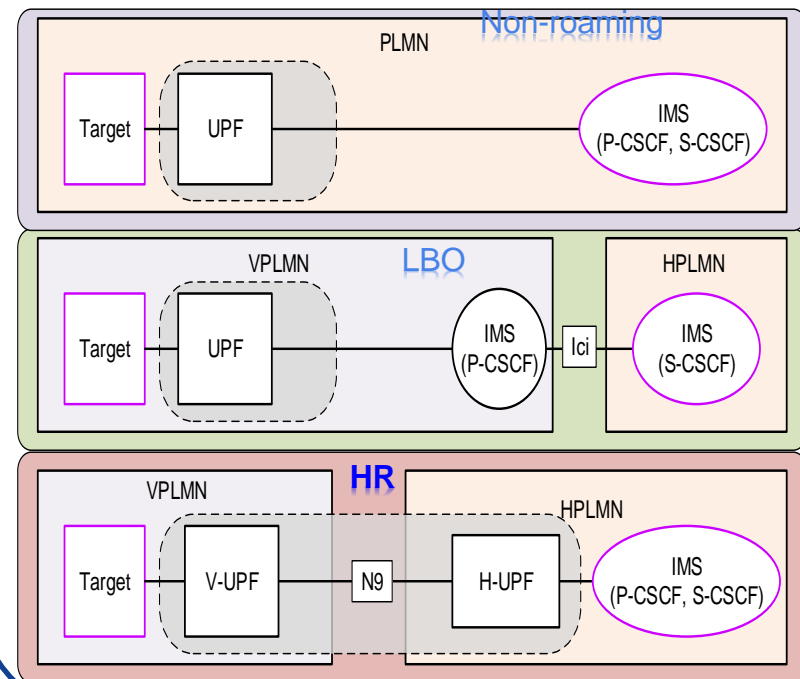 Non-roaming
PLMN
Target
UPF
IMS
(P-CSCF, S-CSCF)
LBO
VPLMN
HPLMN
Target
UPF
IMS
(P-CSCF)
Ici
IMS
(S-CSCF)
HR
VPLMN
HPLMN
Target
V-UPF
N9
H-UPF
IMS
(P-CSCF, S-CSCF)